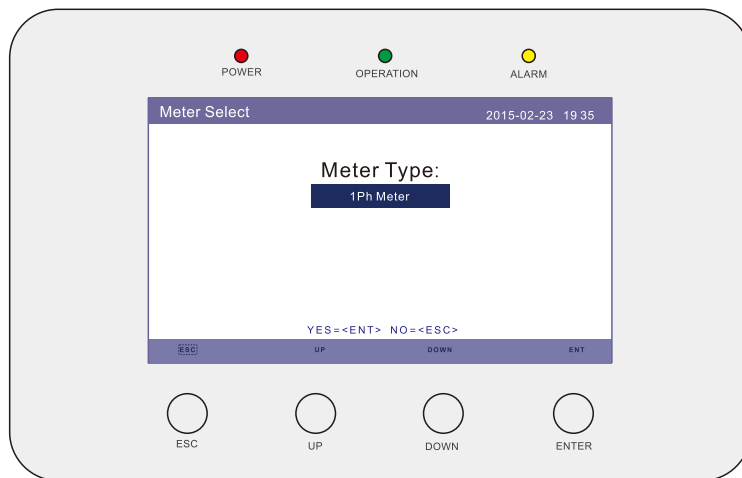 POWER OPERATION ALARM
Meter Select 2015-02-23 19 35
Meter Type:
1Ph Meter
YES=<ENT> NO=<ESC>
ESC UP DOWN ENT
ESC UP DOWN ENTER